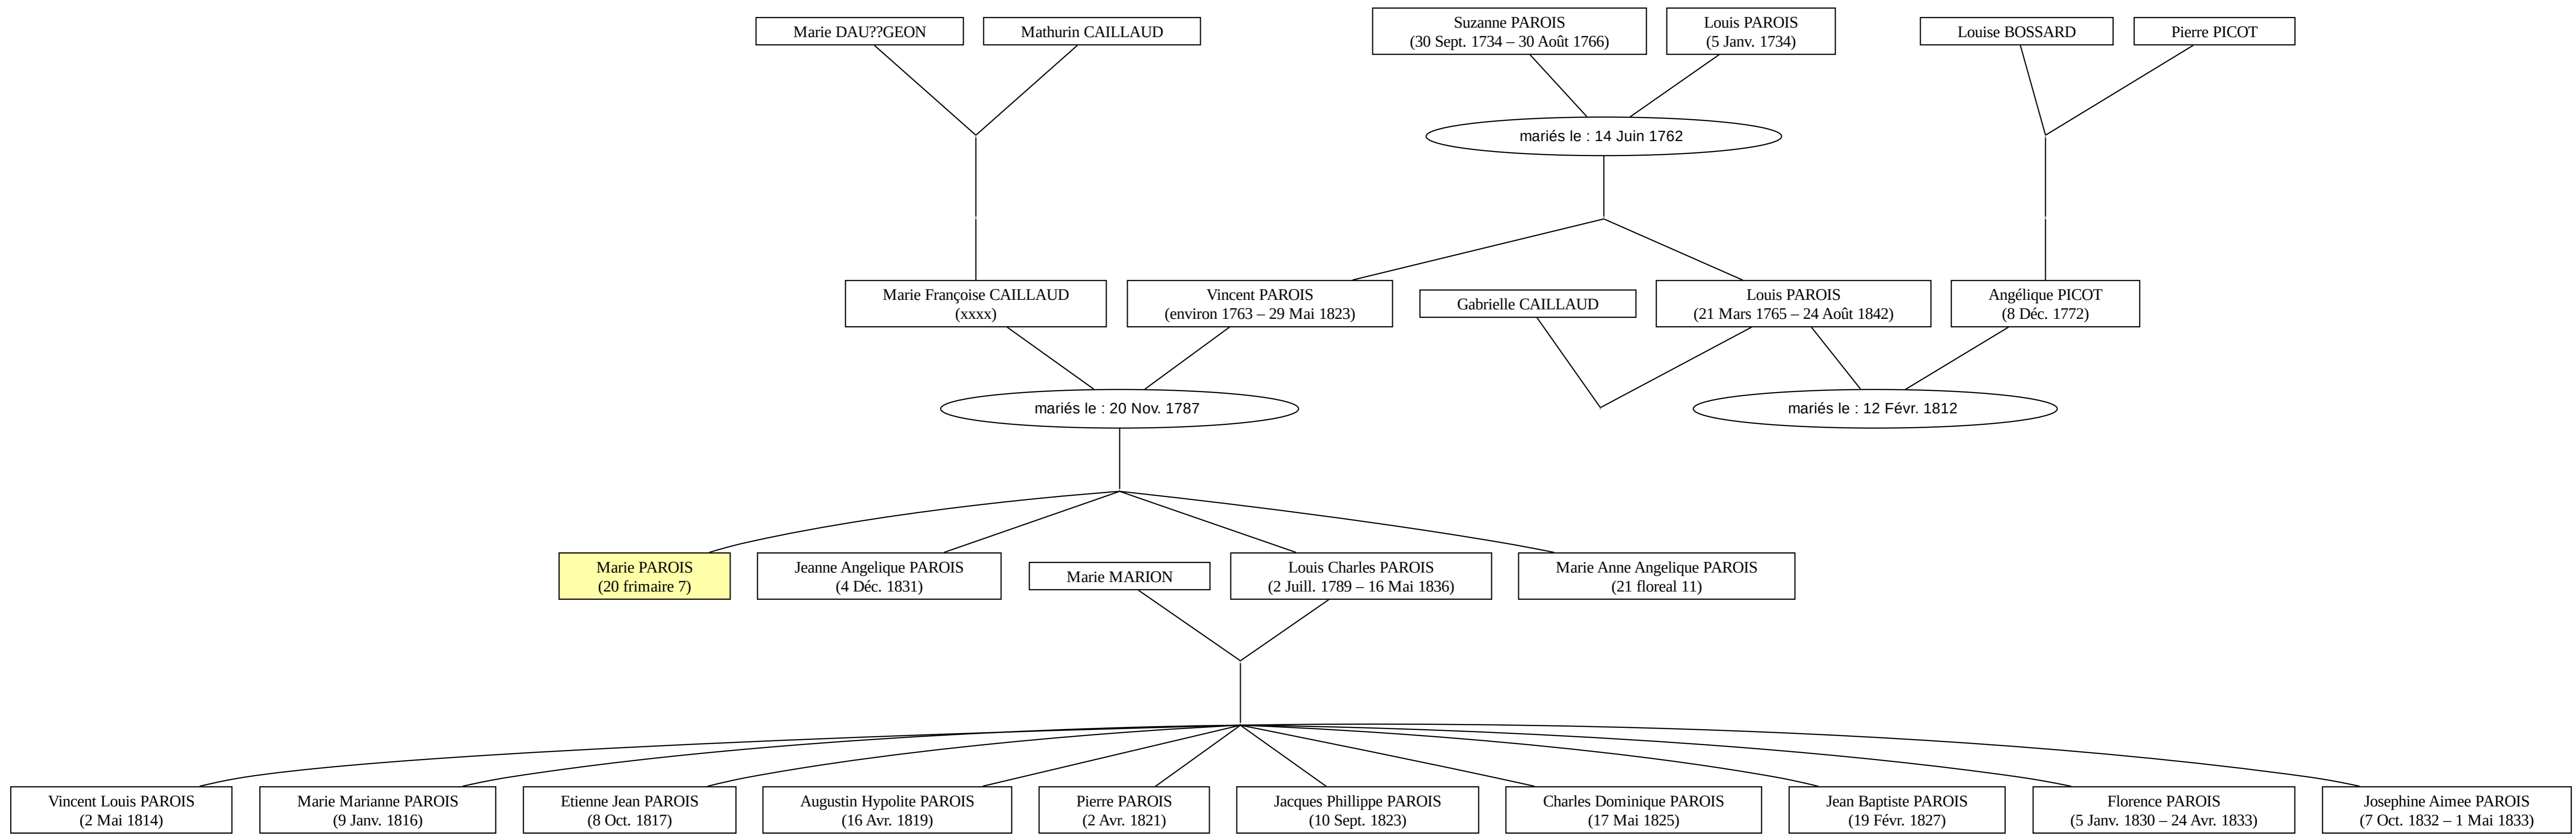 Marie DAU??GEON
Mathurin CAILLAUD
Suzanne PAROIS
(30 Sept. 1734 – 30 Août 1766)
Louis PAROIS
(5 Janv. 1734)
Louise BOSSARD
Pierre PICOT
mariés le : 14 Juin 1762
Marie Françoise CAILLAUD
(xxxx)
Vincent PAROIS
(environ 1763 – 29 Mai 1823)
Gabrielle CAILLAUD
Louis PAROIS
(21 Mars 1765 – 24 Août 1842)
Angélique PICOT
(8 Déc. 1772)
mariés le : 20 Nov. 1787
mariés le : 12 Févr. 1812
Marie PAROIS
(20 frimaire 7)
Jeanne Angelique PAROIS
(4 Déc. 1831)
Marie MARION
Louis Charles PAROIS
(2 Juill. 1789 – 16 Mai 1836)
Marie Anne Angelique PAROIS
(21 floreal 11)
Vincent Louis PAROIS
(2 Mai 1814)
Marie Marianne PAROIS
(9 Janv. 1816)
Etienne Jean PAROIS
(8 Oct. 1817)
Augustin Hypolite PAROIS
(16 Avr. 1819)
Pierre PAROIS
(2 Avr. 1821)
Jacques Phillippe PAROIS
(10 Sept. 1823)
Charles Dominique PAROIS
(17 Mai 1825)
Jean Baptiste PAROIS
(19 Févr. 1827)
Florence PAROIS
(5 Janv. 1830 – 24 Avr. 1833)
Josephine Aimee PAROIS
(7 Oct. 1832 – 1 Mai 1833)